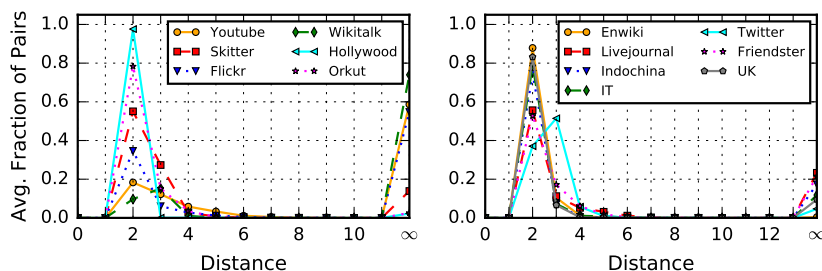 Avg. Fraction of Pairs
1.0
0.8
0.6
0.4
0.2
0.0
0 2 4 6 8 10 ∞
Distance
Youtube
Skitter
Flickr
Wikitalk
Hollywood
Orkut
1.0
0.8
0.6
0.4
0.2
0.0
0 2 4 6 8 10 12 ∞
Distance
Enwiki
Livejournal
Indochina
IT
Twitter
Friendster
UK